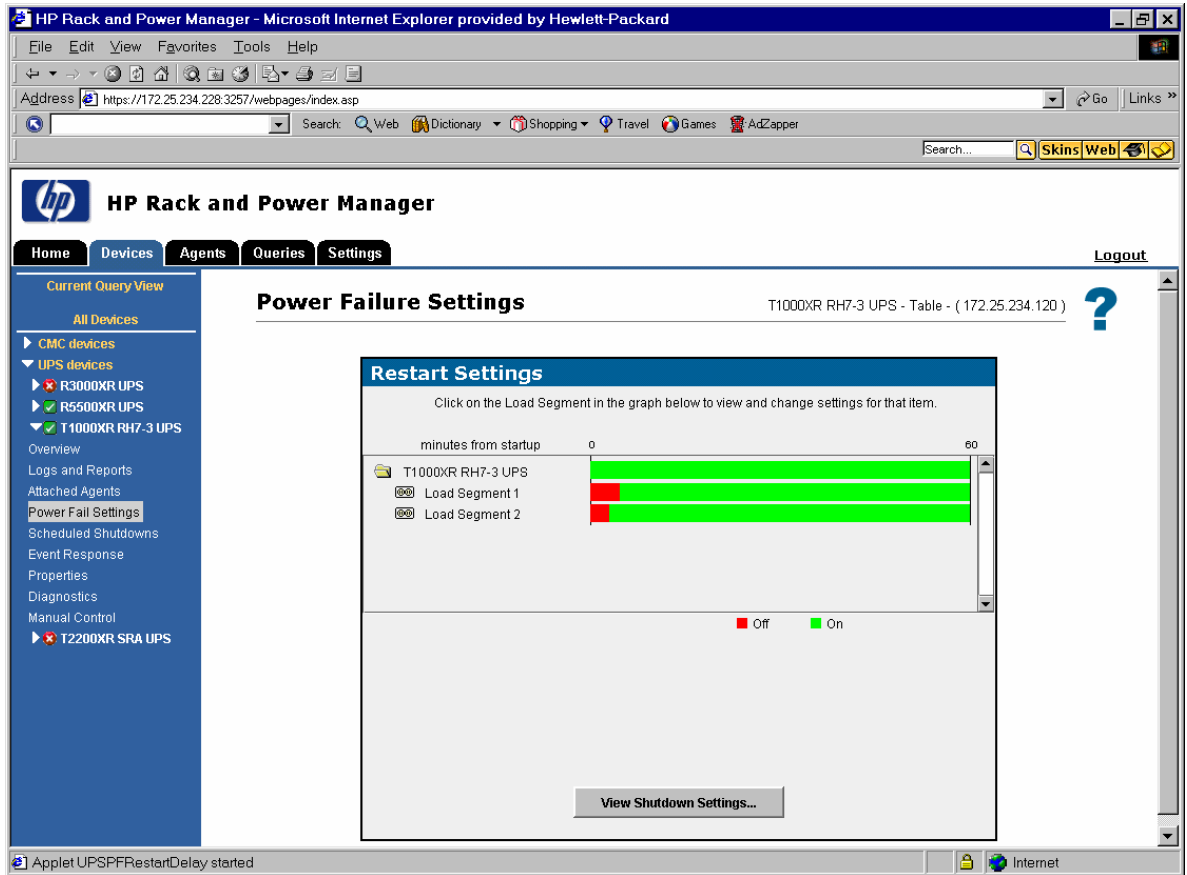 HP Rack and Power Manager - Microsoft Internet Explorer provided by Hewlett-Packard
File Edit View Favorites Tools Help
Address https://172.25.234.228:3257/webpages/index.asp Go Links »
Search: Web Dictionary Shopping Travel Games AdZapper
Search... Skins Web
hp HP Rack and Power Manager
Home Devices Agents Queries Settings Logout
Current Query View
All Devices
CMC devices
UPS devices
R3000XR UPS
R5500XR UPS
T1000XR RH7-3 UPS
Overview
Logs and Reports
Attached Agents
Power Fail Settings
Scheduled Shutdowns
Event Response
Properties
Diagnostics
Manual Control
T2200XR SRA UPS
Power Failure Settings T1000XR RH7-3 UPS - Table - ( 172.25.234.120 ) ?
Restart Settings
Click on the Load Segment in the graph below to view and change settings for that item.
minutes from startup 0 60
T1000XR RH7-3 UPS
Load Segment 1
Load Segment 2
Off On
View Shutdown Settings...
Applet UPSPFRestartDelay started Internet